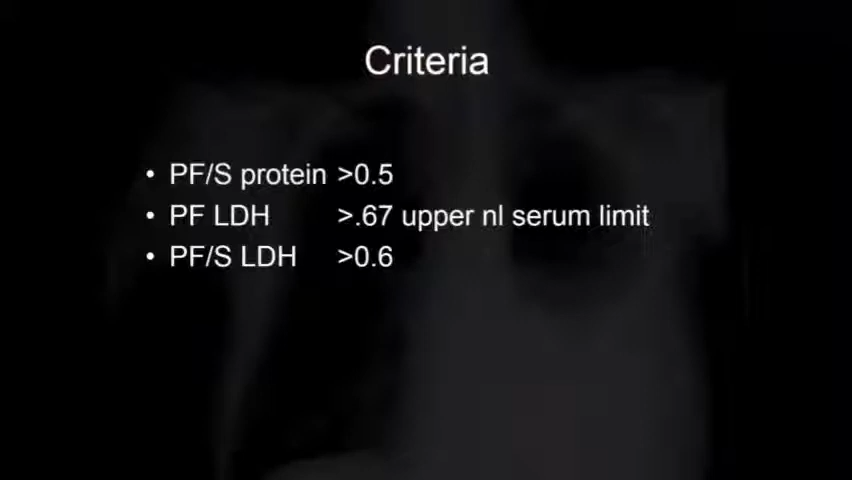 Criteria
• PF/S protein >0.5
• PF LDH >.67 upper nl serum limit
• PF/S LDH >0.6